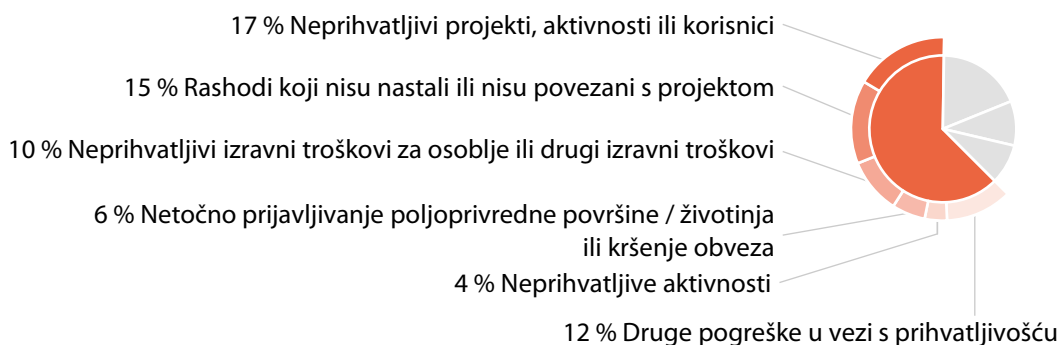 17 % Neprihvatljivi projekti, aktivnosti ili korisnici
15 % Rashodi koji nisu nastali ili nisu povezani s projektom
10 % Neprihvatljivi izravni troškovi za osoblje ili drugi izravni troškovi
6 % Netočno prijavljivanje poljoprivredne površine / životinja
ili kršenje obveza
4 % Neprihvatljive aktivnosti
12 % Druge pogreške u vezi s prihvatljivošću